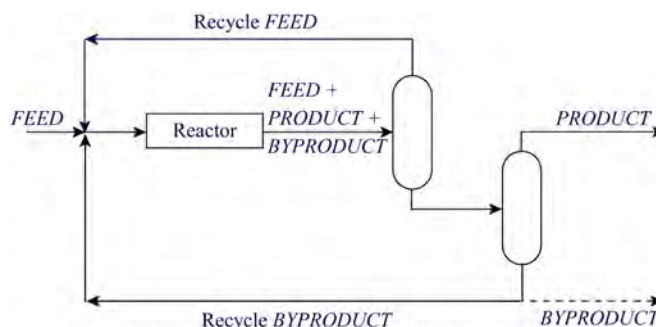 Recycle FEED
FEED
Reactor
FEED +
PRODUCT +
BYPRODUCT
PRODUCT
Recycle BYPRODUCT
BYPRODUCT